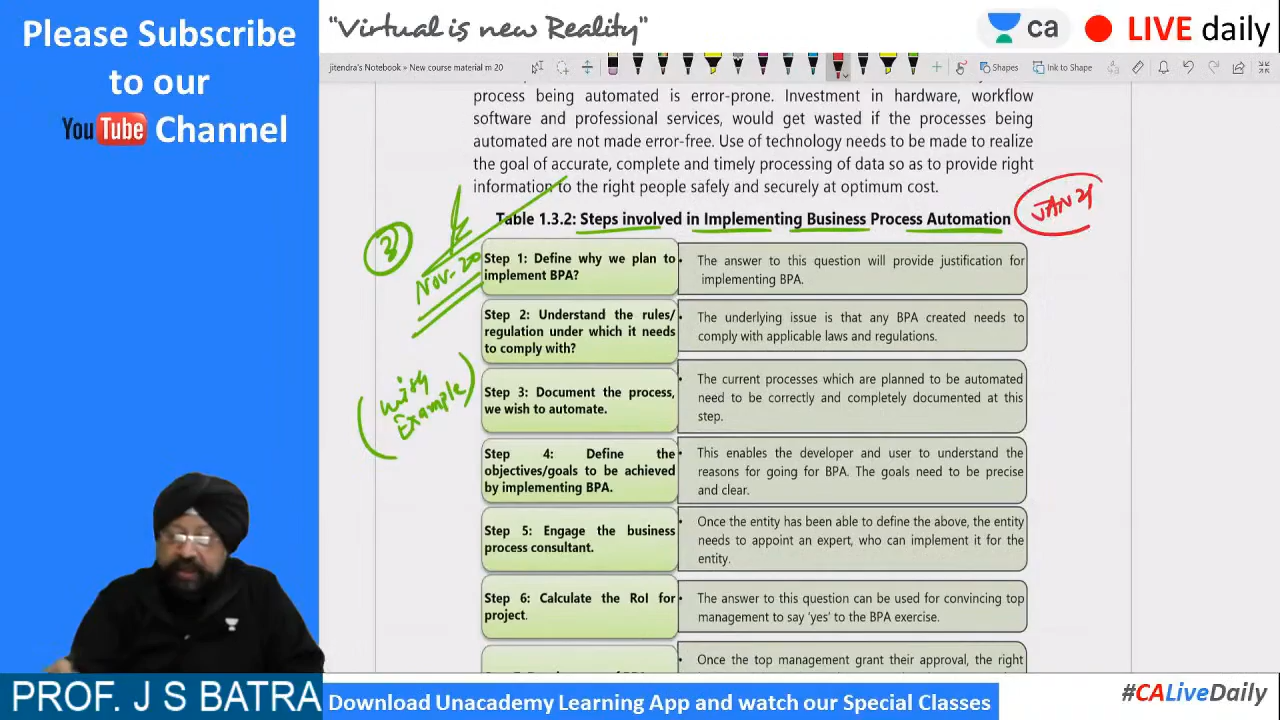 Please Subscribe
to our
YouTube Channel
"Virtual is new Reality"
ca
LIVE daily
jitendra's Notebook » New course material m 20
Shapes
Ink to Shape
process being automated is error-prone. Investment in hardware, workflow
software and professional services, would get wasted if the processes being
automated are not made error-free. Use of technology needs to be made to realize
the goal of accurate, complete and timely processing of data so as to provide right
information to the right people safely and securely at optimum cost.
Table 1.3.2: Steps involved in Implementing Business Process Automation
JAN 21
3
Nov-20
Step 1: Define why we plan to
implement BPA?
• The answer to this question will provide justification for
implementing BPA.
Step 2: Understand the rules/
regulation under which it needs
to comply with?
• The underlying issue is that any BPA created needs to
comply with applicable laws and regulations.
(With
Example)
Step 3: Document the process,
we wish to automate.
• The current processes which are planned to be automated
need to be correctly and completely documented at this
step.
Step 4: Define the
objectives/goals to be achieved
by implementing BPA.
• This enables the developer and user to understand the
reasons for going for BPA. The goals need to be precise
and clear.
Step 5: Engage the business
process consultant.
• Once the entity has been able to define the above, the entity
needs to appoint an expert, who can implement it for the
entity.
Step 6: Calculate the RoI for
project.
• The answer to this question can be used for convincing top
management to say 'yes' to the BPA exercise.
• Once the top management grant their approval, the right
PROF. J S BATRA
Download Unacademy Learning App and watch our Special Classes
#CALiveDaily